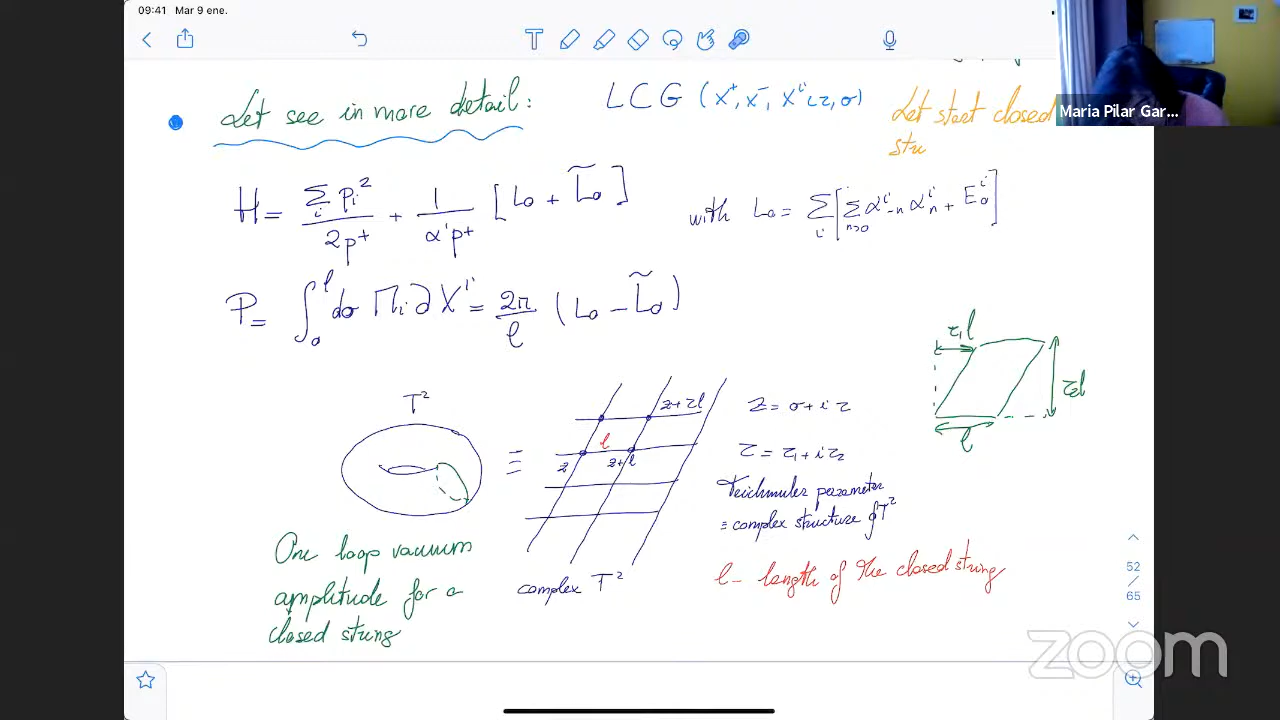 09:41 Mar 9 ene.
Let see in more detail:
LCG (X⁺, X⁻, Xⁱ(τ, σ)
Let start closed
str
Maria Pilar Gar...
H = Σᵢ pᵢ² / 2p⁺ + 1 / α'p⁺ [L₀ + L̃₀]
with L₀ = Σᵢ [Σₙ>₀ αⁱ₋ₙ αⁱₙ + E₀ⁱ]
P = ∫₀ˡ dσ Πᵢ ∂Xⁱ = 2π / l (L₀ − L̃₀)
τ₁l
τ₂l
l
T²
≡
z+τl
l
z
z+l
z = σ + iτ
τ = τ₁ + iτ₂
Teichmuler parameter
≡ complex structure of T²
One loop vacuum
amplitude for a
closed string
complex T²
l - length of the closed string
52
/
65
zoom